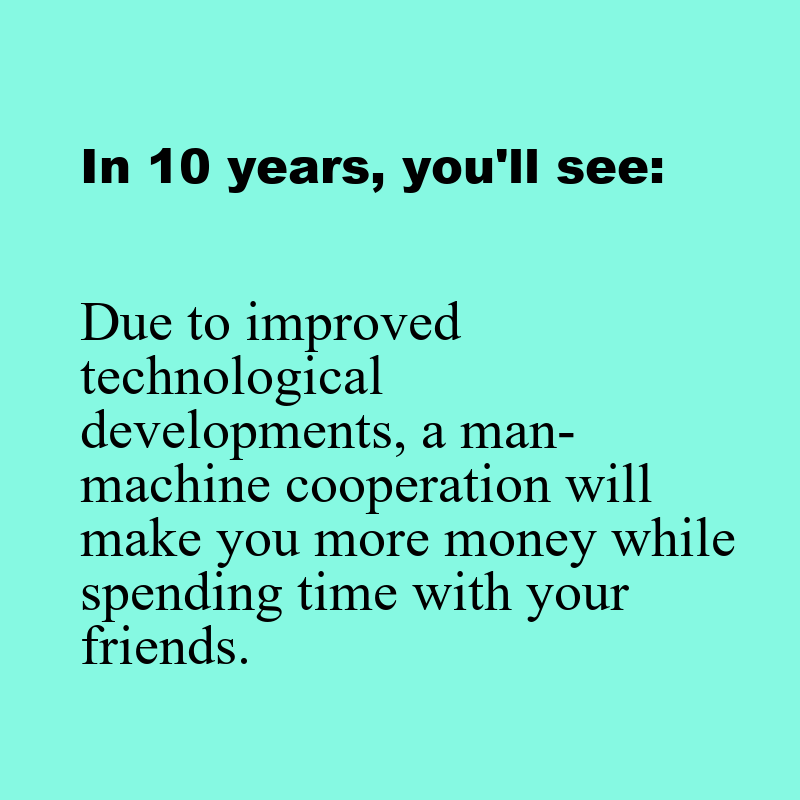 In 10 years, you'll see:
Due to improved
technological
developments, a man-
machine cooperation will
make you more money while
spending time with your
friends.